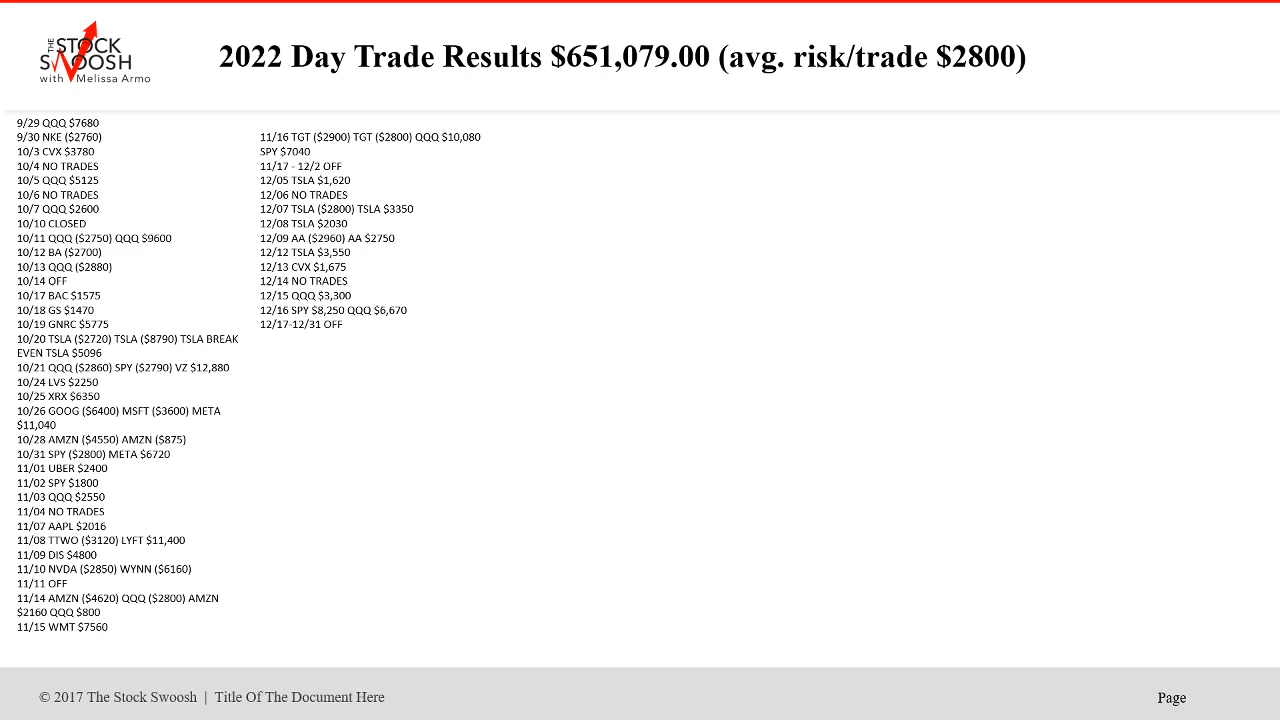 THE
STOCK
SWOOSH
with Melissa Armo
2022 Day Trade Results $651,079.00 (avg. risk/trade $2800)
9/29 QQQ $7680
9/30 NKE ($2760)
10/3 CVX $3780
10/4 NO TRADES
10/5 QQQ $5125
10/6 NO TRADES
10/7 QQQ $2600
10/10 CLOSED
10/11 QQQ ($2750) QQQ $9600
10/12 BA ($2700)
10/13 QQQ ($2880)
10/14 OFF
10/17 BAC $1575
10/18 GS $1470
10/19 GNRC $5775
10/20 TSLA ($2720) TSLA ($8790) TSLA BREAK
EVEN TSLA $5096
10/21 QQQ ($2860) SPY ($2790) VZ $12,880
10/24 LVS $2250
10/25 XRX $6350
10/26 GOOG ($6400) MSFT ($3600) META
$11,040
10/28 AMZN ($4550) AMZN ($875)
10/31 SPY ($2800) META $6720
11/01 UBER $2400
11/02 SPY $1800
11/03 QQQ $2550
11/04 NO TRADES
11/07 AAPL $2016
11/08 TTWO ($3120) LYFT $11,400
11/09 DIS $4800
11/10 NVDA ($2850) WYNN ($6160)
11/11 OFF
11/14 AMZN ($4620) QQQ ($2800) AMZN
$2160 QQQ $800
11/15 WMT $7560
11/16 TGT ($2900) TGT ($2800) QQQ $10,080
SPY $7040
11/17 - 12/2 OFF
12/05 TSLA $1,620
12/06 NO TRADES
12/07 TSLA ($2800) TSLA $3350
12/08 TSLA $2030
12/09 AA ($2960) AA $2750
12/12 TSLA $3,550
12/13 CVX $1,675
12/14 NO TRADES
12/15 QQQ $3,300
12/16 SPY $8,250 QQQ $6,670
12/17-12/31 OFF
© 2017 The Stock Swoosh | Title Of The Document Here
Page